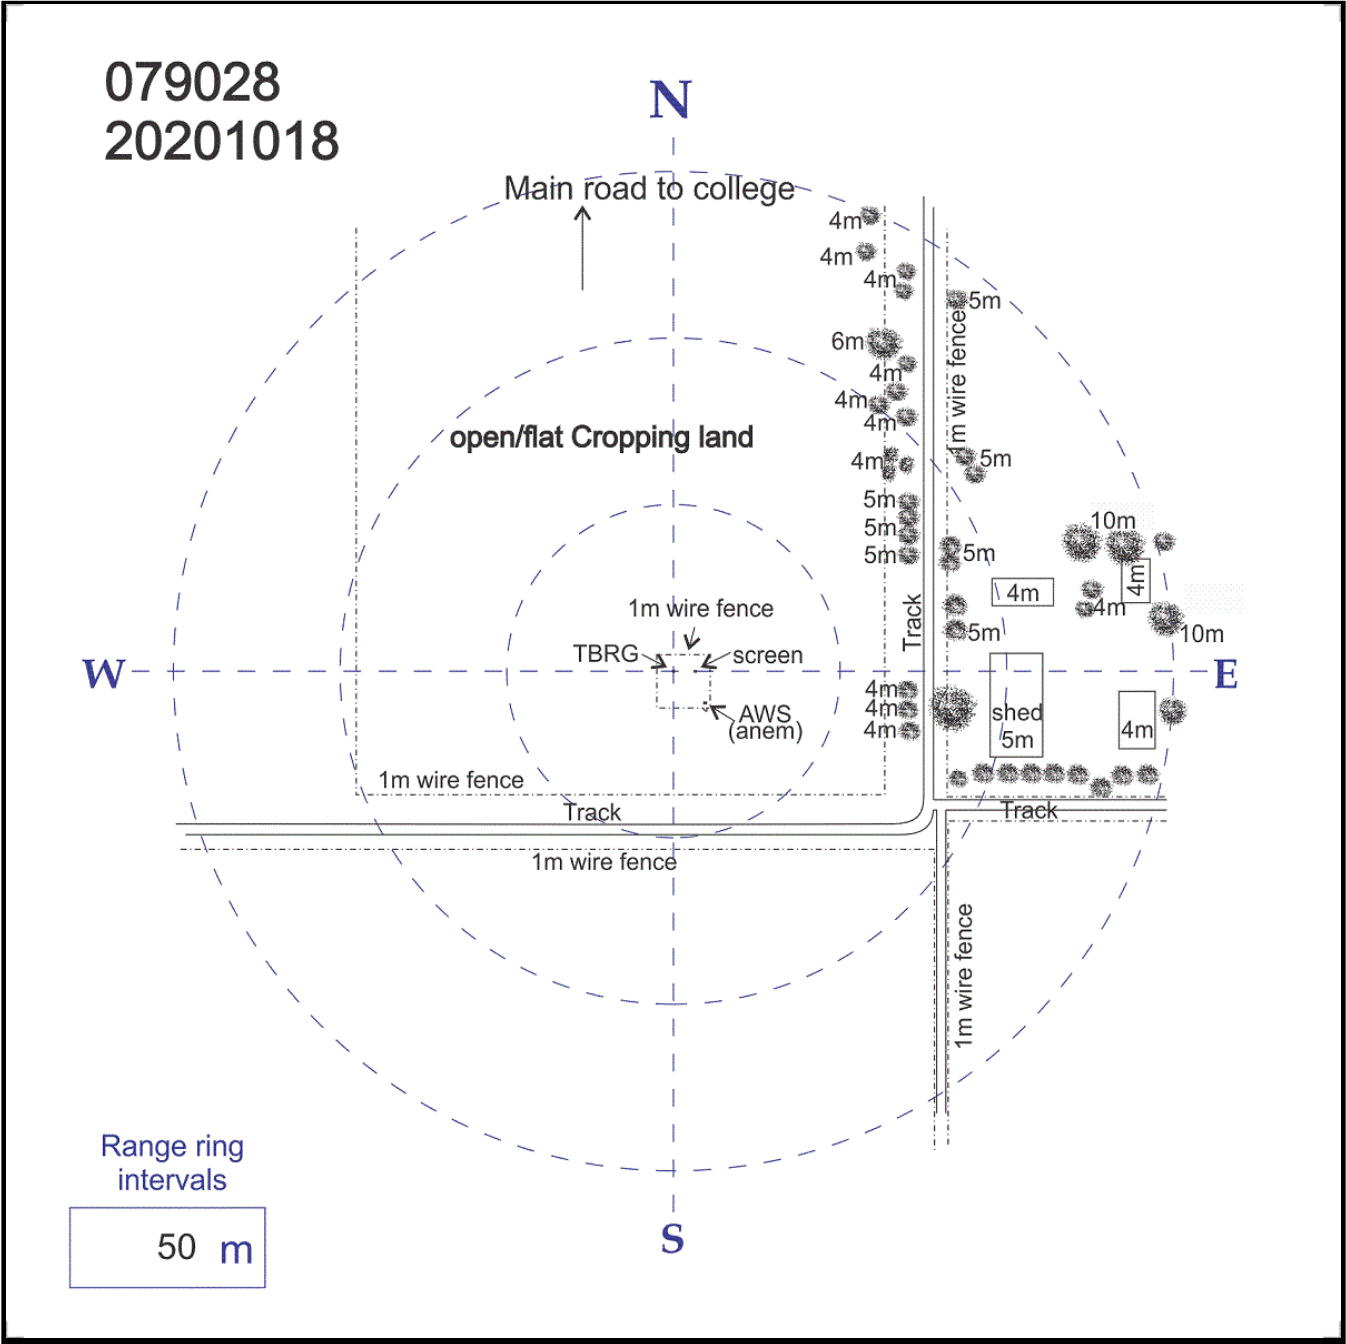 079028
20201018
N
Main road to college
4m
4m
4m
5m
6m
1m wire fence
4m
4m
4m
open/flat Cropping land
4m
5m
5m
10m
5m
5m
5m
4m
4m
4m
1m wire fence
Track
5m
10m
TBRG
screen
W
E
4m
4m
AWS
(anem)
shed
5m
4m
4m
1m wire fence
Track
Track
1m wire fence
1m wire fence
Range ring
intervals
S
50 m